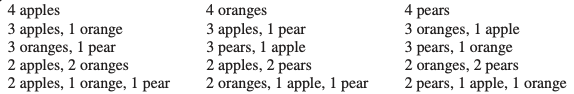 4 apples 4 oranges 4 pears
3 apples, 1 orange 3 apples, 1 pear 3 oranges, 1 apple
3 oranges, 1 pear 3 pears, 1 apple 3 pears, 1 orange
2 apples, 2 oranges 2 apples, 2 pears 2 oranges, 2 pears
2 apples, 1 orange, 1 pear 2 oranges, 1 apple, 1 pear 2 pears, 1 apple, 1 orange